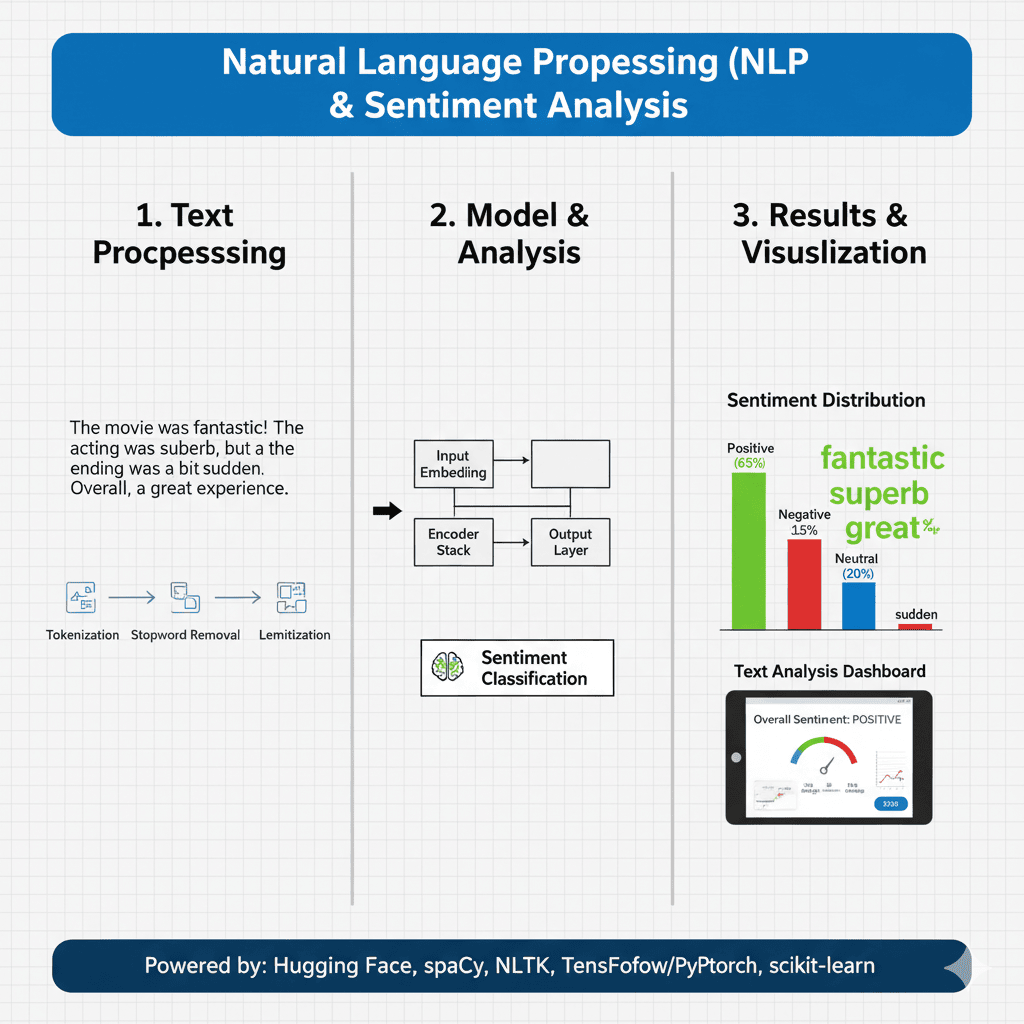 Natural Language Propessing (NLP
& Sentiment Analysis
1. Text
Procpesssing
The movie was fantastic! The
acting was suberb, but a the
ending was a bit sudden.
Overall, a great experience.
Tokenization
Stopword Removal
Lemitization
2. Model &
Analysis
Input
Embedling
Encoder
Stack
Output
Layer
Sentiment
Classification
3. Results &
Visuslization
Sentiment Distribution
Positive
(65%)
fantastic
superb
great
Negative
15%
Neutral
(20%)
sudden
Text Analysis Dashboard
Overall Sentiment: POSITIVE
Powered by: Hugging Face, spaCy, NLTK, TensFofow/PyPtorch, scikit-learn